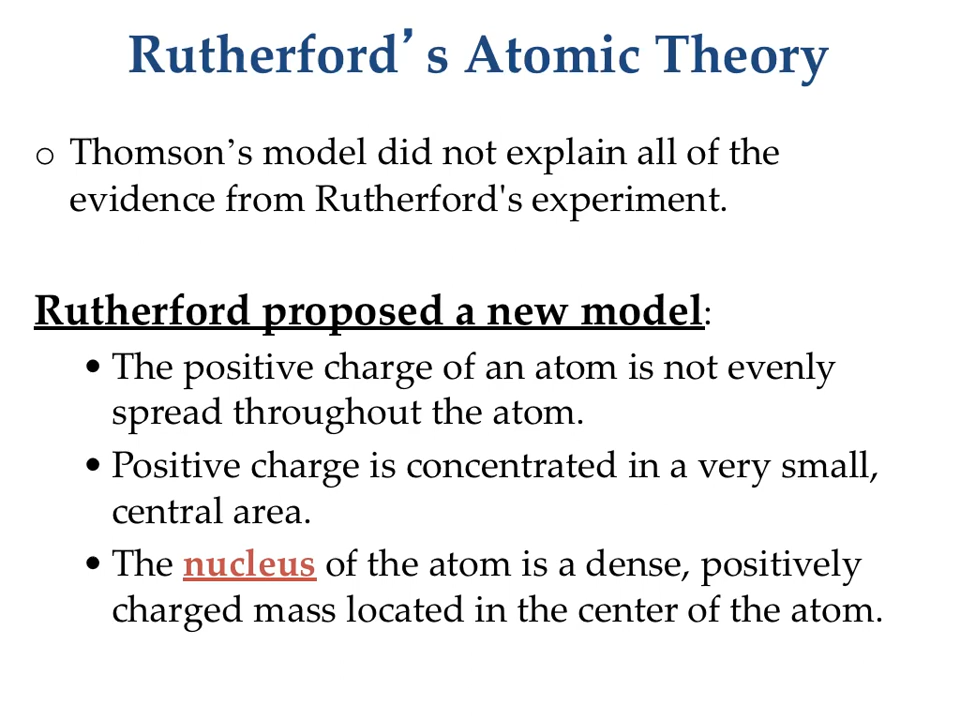 Rutherford’s Atomic Theory
o Thomson’s model did not explain all of the
evidence from Rutherford's experiment.
Rutherford proposed a new model:
• The positive charge of an atom is not evenly
spread throughout the atom.
• Positive charge is concentrated in a very small,
central area.
• The nucleus of the atom is a dense, positively
charged mass located in the center of the atom.